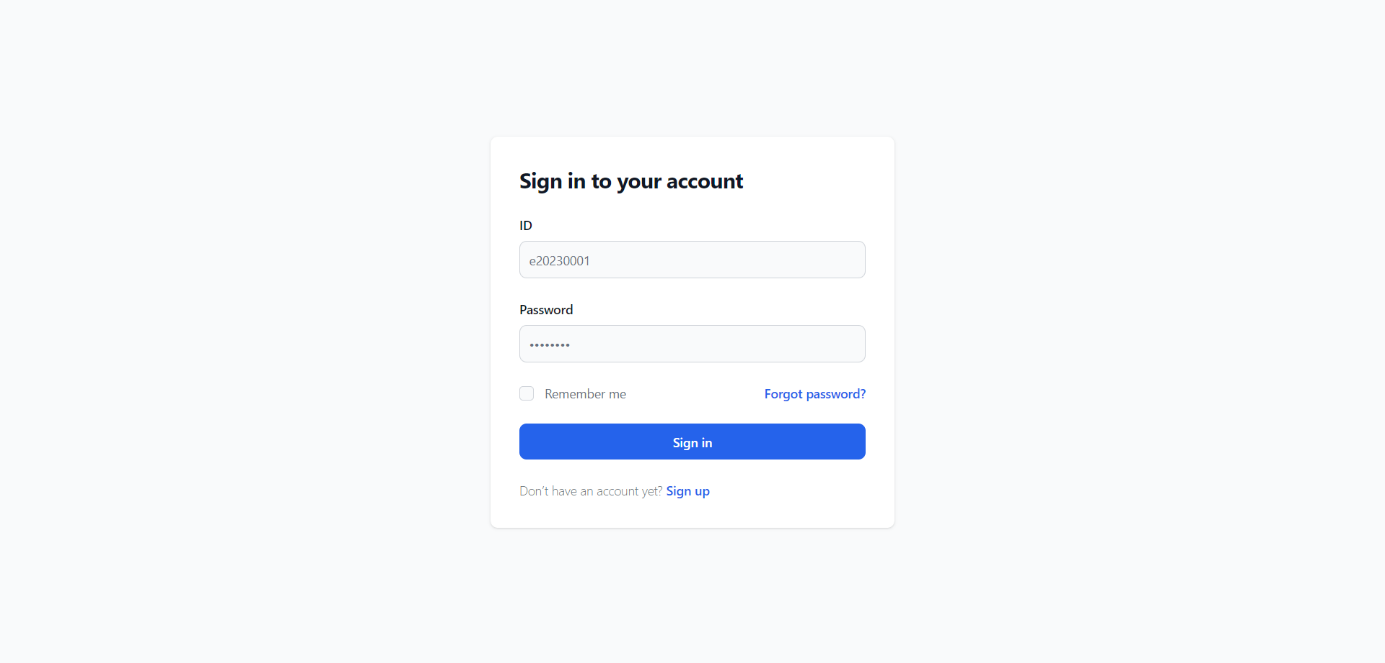 Sign in to your account
ID
e20230001
Password
••••••••
Remember me Forgot password?
Sign in
Don't have an account yet? Sign up